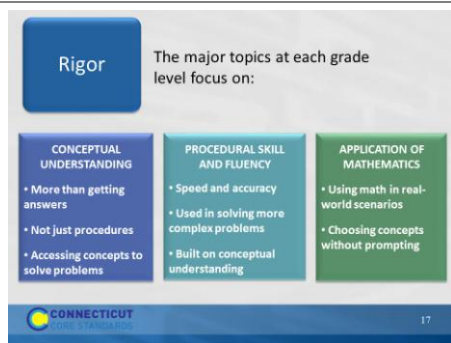 Rigor
The major topics at each grade
level focus on:
CONCEPTUAL
UNDERSTANDING
• More than getting
answers
• Not just procedures
• Accessing concepts to
solve problems
PROCEDURAL SKILL
AND FLUENCY
• Speed and accuracy
• Used in solving more
complex problems
• Built on conceptual
understanding
APPLICATION OF
MATHEMATICS
• Using math in real-
world scenarios
• Choosing concepts
without prompting
CONNECTICUT
CORE STANDARDS
17